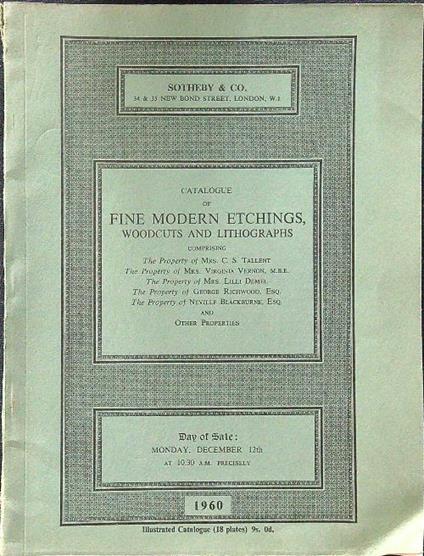 SOTHEBY & CO.
34 & 35 NEW BOND STREET, LONDON, W.1
CATALOGUE
OF
FINE MODERN ETCHINGS,
WOODCUTS AND LITHOGRAPHS
COMPRISING
The Property of MRS. C. S. TALLENT
The Property of MRS. VIRGINIA VERNON, M.B.E.
The Property of MRS. LILLI DEMEL
The Property of GEORGE RICHWOOD, ESQ.
The Property of NEVILLE BLACKBURNE, ESQ.
AND
OTHER PROPERTIES
Day of Sale:
MONDAY, DECEMBER 12th
AT 10.30 A.M. PRECISELY
1960
Illustrated Catalogue (18 plates) 9s. 0d.